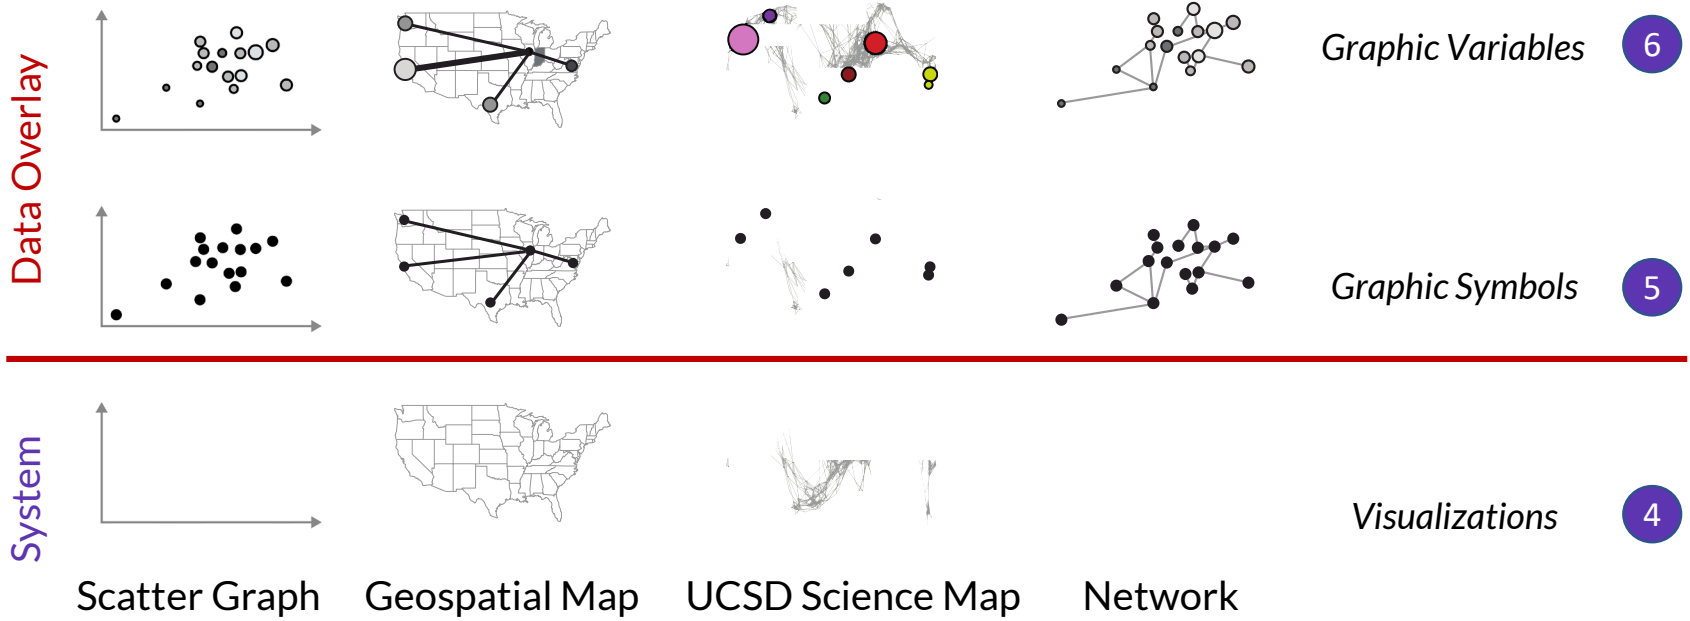 Data Overlay
Graphic Variables 6
Graphic Symbols 5
System
Visualizations 4
Scatter Graph Geospatial Map UCSD Science Map Network